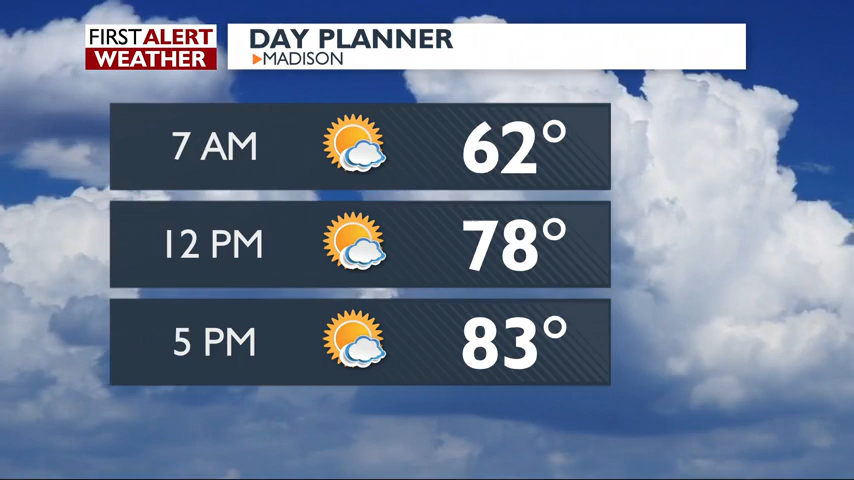 FIRST ALERT
WEATHER
DAY PLANNER
MADISON
7 AM 62°
12 PM 78°
5 PM 83°